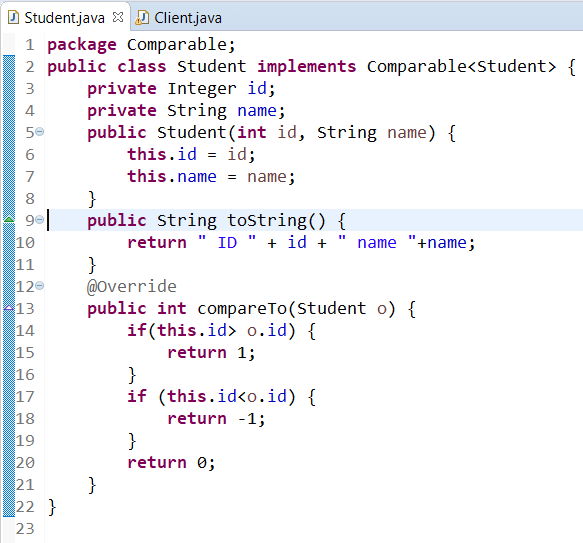 Student.java Client.java
1 package Comparable;
2 public class Student implements Comparable<Student> {
3 private Integer id;
4 private String name;
5 public Student(int id, String name) {
6 this.id = id;
7 this.name = name;
8 }
9 public String toString() {
10 return " ID " + id + " name "+name;
11 }
12 @Override
13 public int compareTo(Student o) {
14 if(this.id> o.id) {
15 return 1;
16 }
17 if (this.id<o.id) {
18 return -1;
19 }
20 return 0;
21 }
22 }
23